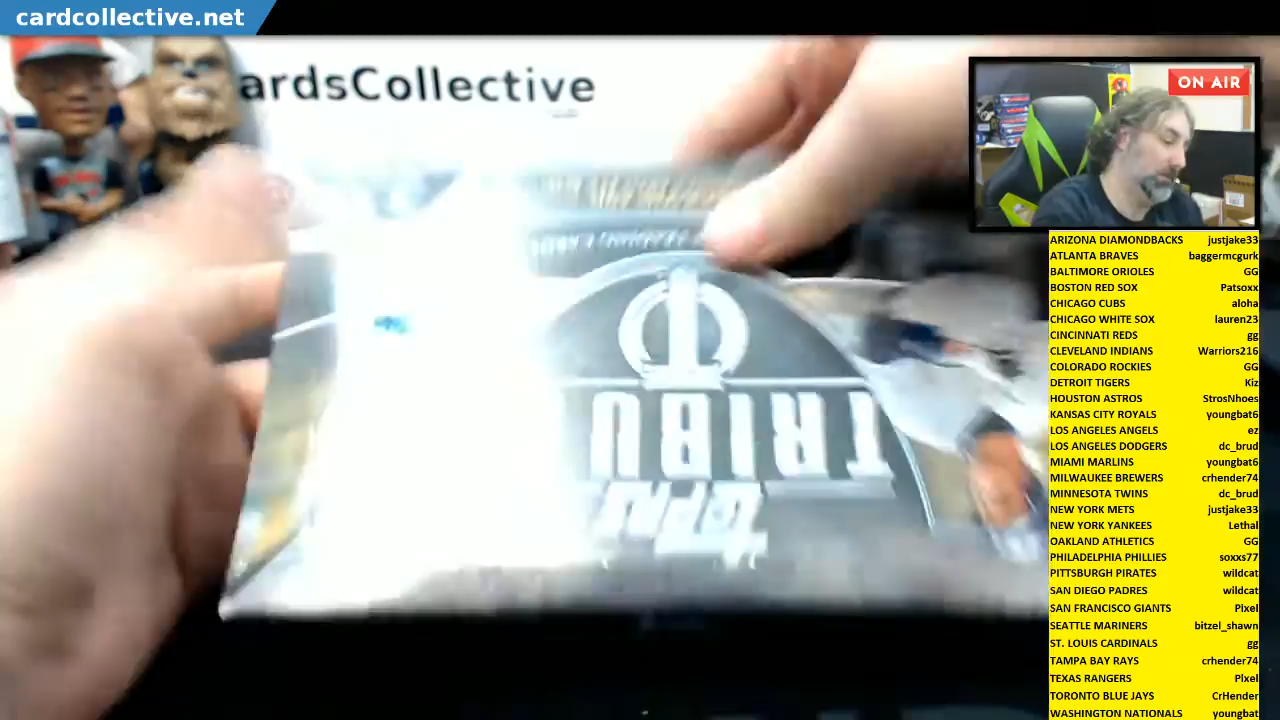 cardcollective.net
ardsCollective
ON AIR
TRIBU
TOPPS
ARIZONA DIAMONDBACKS justjake33
ATLANTA BRAVES baggermcgurk
BALTIMORE ORIOLES GG
BOSTON RED SOX Patsoxx
CHICAGO CUBS aloha
CHICAGO WHITE SOX lauren23
CINCINNATI REDS gg
CLEVELAND INDIANS Warriors216
COLORADO ROCKIES GG
DETROIT TIGERS Kiz
HOUSTON ASTROS StrosNhoes
KANSAS CITY ROYALS youngbat6
LOS ANGELES ANGELS ez
LOS ANGELES DODGERS dc_brud
MIAMI MARLINS youngbat6
MILWAUKEE BREWERS crhender74
MINNESOTA TWINS dc_brud
NEW YORK METS justjake33
NEW YORK YANKEES Lethal
OAKLAND ATHLETICS GG
PHILADELPHIA PHILLIES soxxs77
PITTSBURGH PIRATES wildcat
SAN DIEGO PADRES wildcat
SAN FRANCISCO GIANTS Pixel
SEATTLE MARINERS bitzel_shawn
ST. LOUIS CARDINALS gg
TAMPA BAY RAYS crhender74
TEXAS RANGERS Pixel
TORONTO BLUE JAYS CrHender
WASHINGTON NATIONALS youngbat